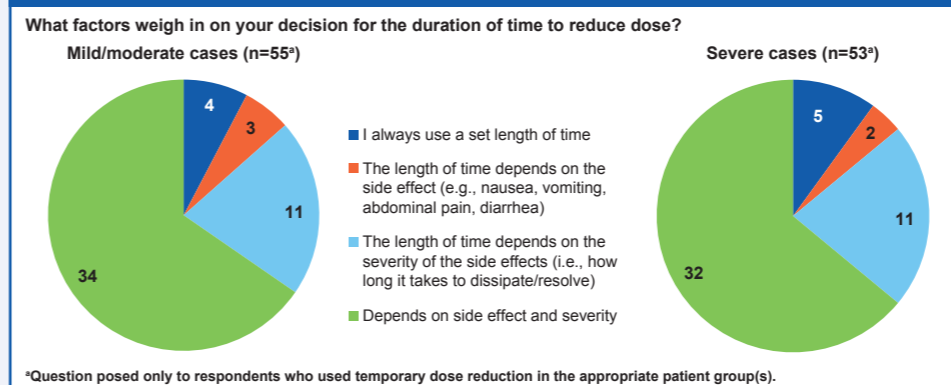 What factors weigh in on your decision for the duration of time to reduce dose?
Mild/moderate cases (n=55ᵃ)
4
3
11
34
I always use a set length of time
The length of time depends on the
side effect (e.g., nausea, vomiting,
abdominal pain, diarrhea)
The length of time depends on the
severity of the side effects (i.e., how
long it takes to dissipate/resolve)
Depends on side effect and severity
Severe cases (n=53ᵃ)
5
2
11
32
ᵃQuestion posed only to respondents who used temporary dose reduction in the appropriate patient group(s).